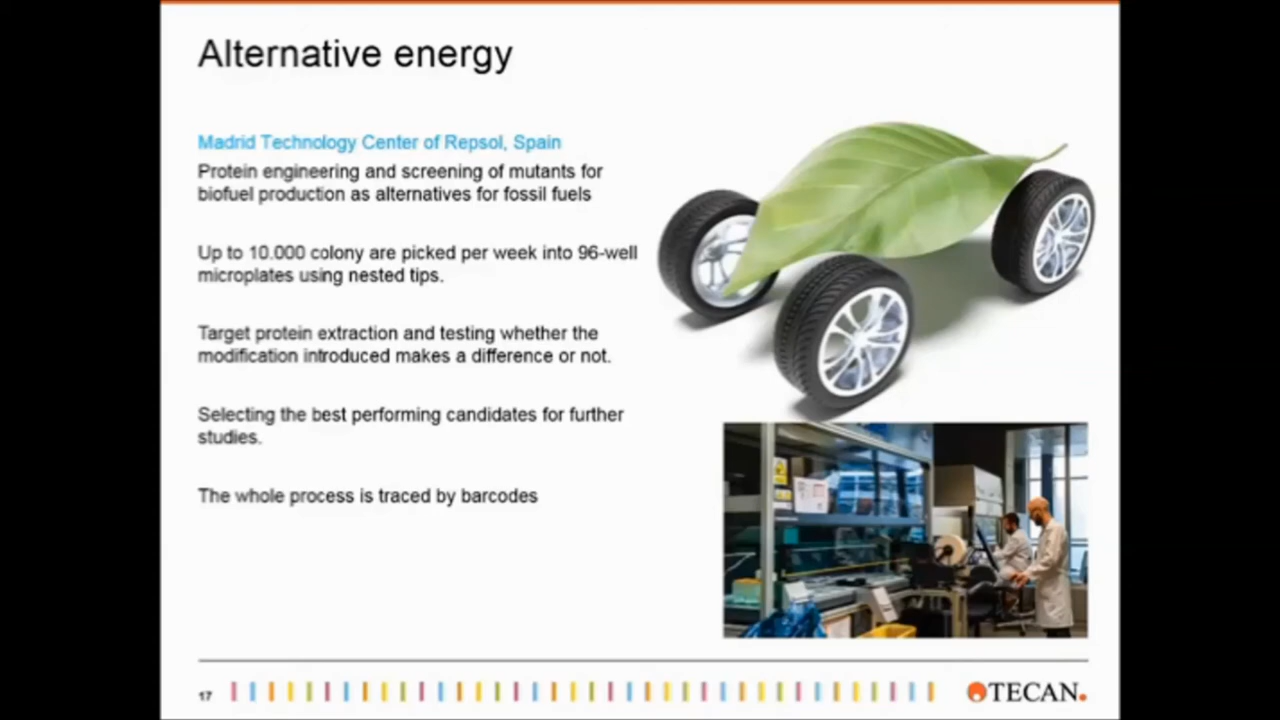 Alternative energy
Madrid Technology Center of Repsol, Spain
Protein engineering and screening of mutants for
biofuel production as alternatives for fossil fuels
Up to 10.000 colony are picked per week into 96-well
microplates using nested tips.
Target protein extraction and testing whether the
modification introduced makes a difference or not.
Selecting the best performing candidates for further
studies.
The whole process is traced by barcodes
17
TECAN.